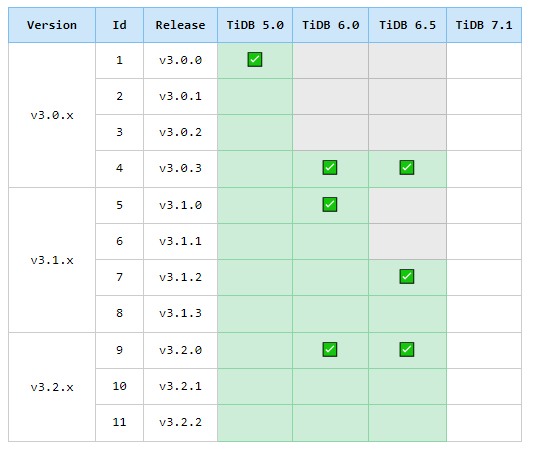 Version Id Release TiDB 5.0 TiDB 6.0 TiDB 6.5 TiDB 7.1
1 v3.0.0 ✅
2 v3.0.1
v3.0.x
3 v3.0.2
4 v3.0.3 ✅ ✅
5 v3.1.0 ✅
6 v3.1.1
v3.1.x
7 v3.1.2 ✅
8 v3.1.3
9 v3.2.0 ✅ ✅
v3.2.x 10 v3.2.1
11 v3.2.2